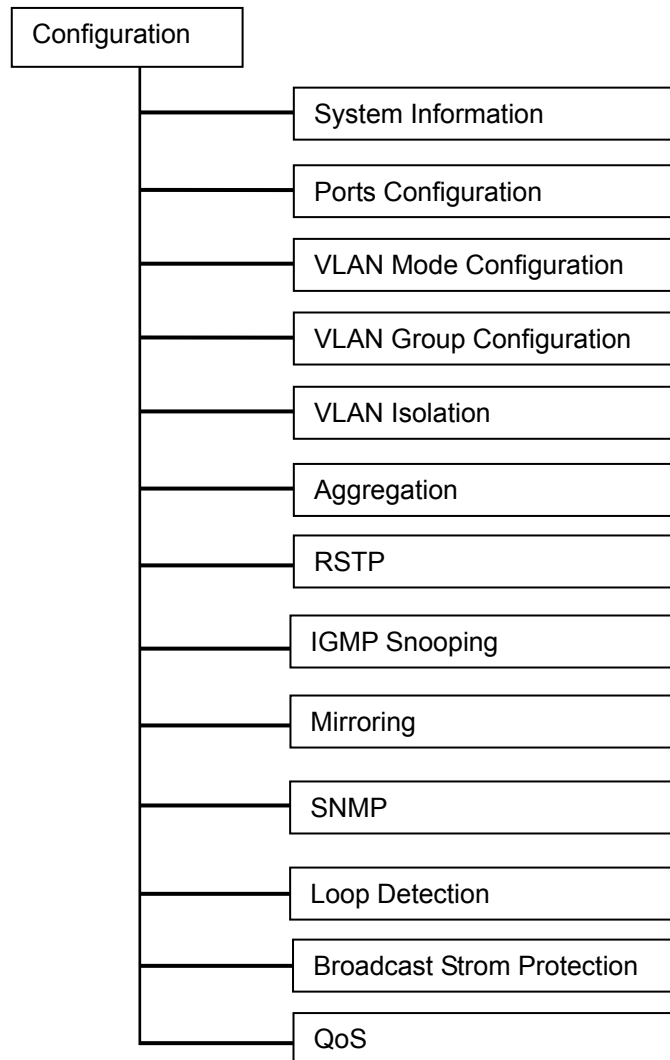 Configuration
System Information
Ports Configuration
VLAN Mode Configuration
VLAN Group Configuration
VLAN Isolation
Aggregation
RSTP
IGMP Snooping
Mirroring
SNMP
Loop Detection
Broadcast Strom Protection
QoS